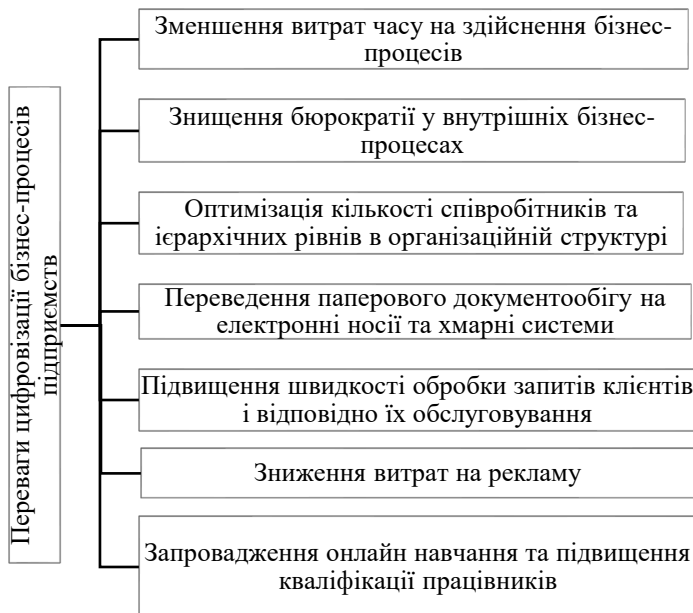 Переваги цифровізації бізнес-процесів
підприємств
Зменшення витрат часу на здійснення бізнес-
процесів
Знищення бюрократії у внутрішніх бізнес-
процесах
Оптимізація кількості співробітників та
ієрархічних рівнів в організаційній структурі
Переведення паперового документообігу на
електронні носії та хмарні системи
Підвищення швидкості обробки запитів клієнтів
і відповідно їх обслуговування
Зниження витрат на рекламу
Запровадження онлайн навчання та підвищення
кваліфікації працівників